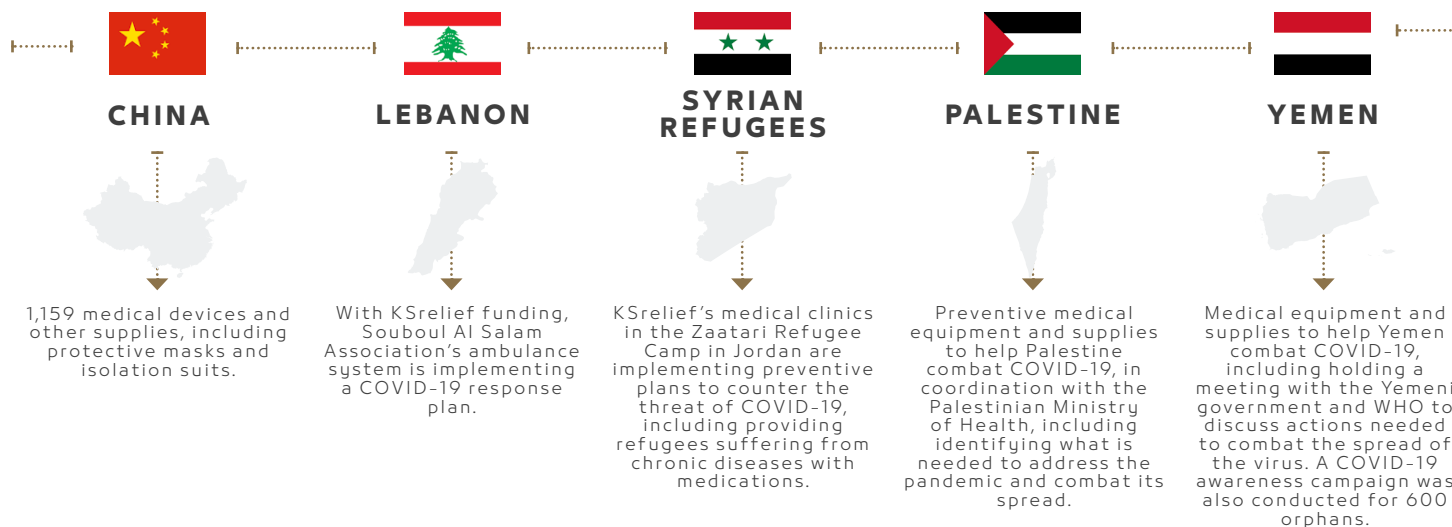 CHINA
1,159 medical devices and
other supplies, including
protective masks and
isolation suits.
LEBANON
With KSrelief funding,
Souboul Al Salam
Association's ambulance
system is implementing
a COVID-19 response
plan.
SYRIAN
REFUGEES
KSrelief's medical clinics
in the Zaatari Refugee
Camp in Jordan are
implementing preventive
plans to counter the
threat of COVID-19,
including providing
refugees suffering from
chronic diseases with
medications.
PALESTINE
Preventive medical
equipment and supplies
to help Palestine
combat COVID-19, in
coordination with the
Palestinian Ministry
of Health, including
identifying what is
needed to address the
pandemic and combat its
spread.
YEMEN
Medical equipment and
supplies to help Yemen
combat COVID-19,
including holding a
meeting with the Yemeni
government and WHO to
discuss actions needed
to combat the spread of
the virus. A COVID-19
awareness campaign was
also conducted for 600
orphans.